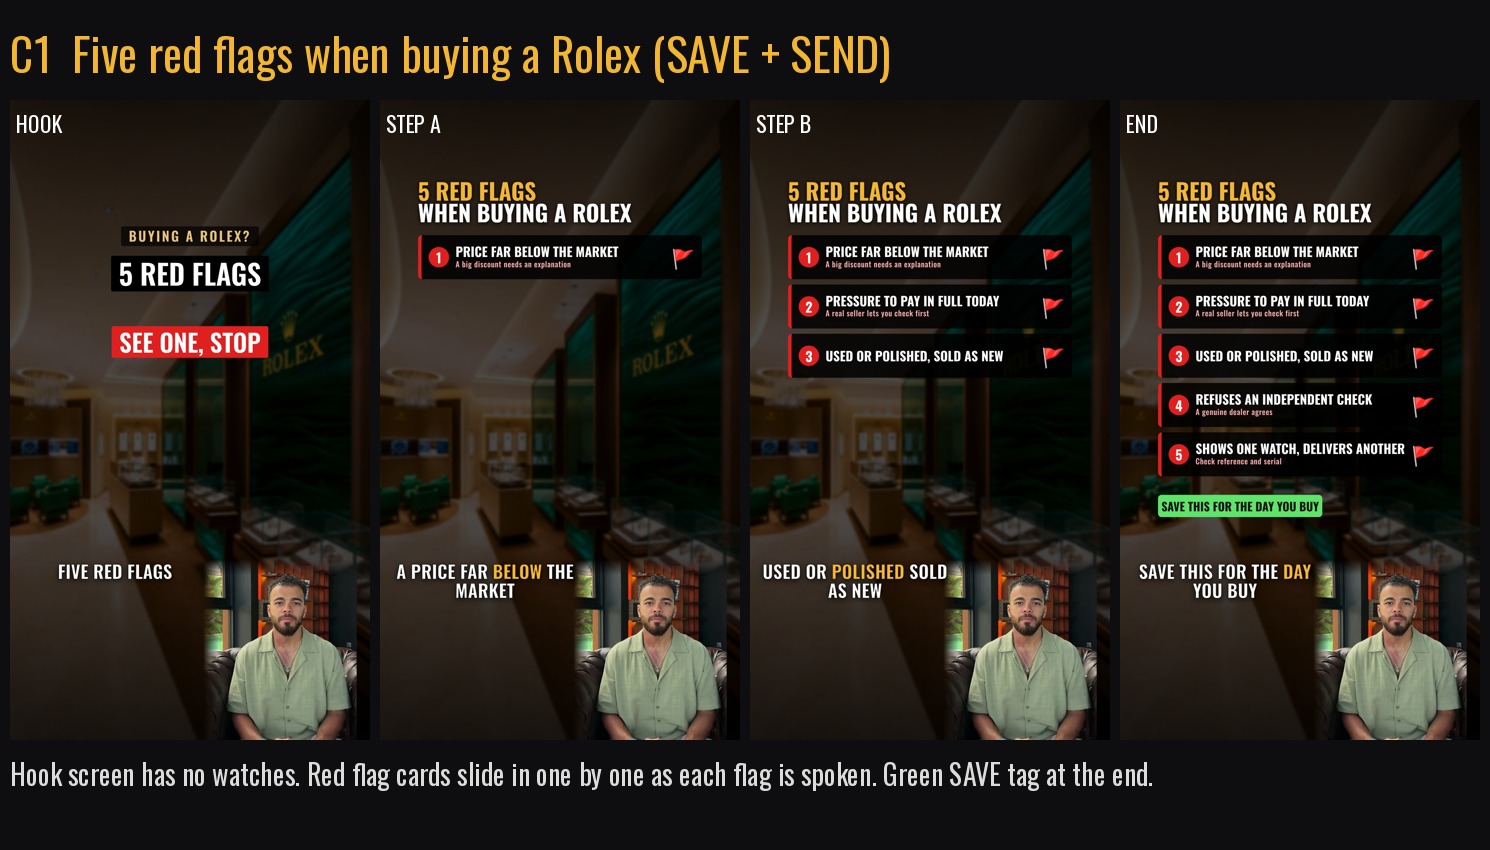 C1 Five red flags when buying a Rolex (SAVE + SEND)
HOOK
BUYING A ROLEX?
5 RED FLAGS
SEE ONE, STOP
ROLEX
FIVE RED FLAGS
STEP A
5 RED FLAGS
WHEN BUYING A ROLEX
1 PRICE FAR BELOW THE MARKET
A big discount needs an explanation
ROLEX
A PRICE FAR BELOW THE
MARKET
STEP B
5 RED FLAGS
WHEN BUYING A ROLEX
1 PRICE FAR BELOW THE MARKET
A big discount needs an explanation
2 PRESSURE TO PAY IN FULL TODAY
A real seller lets you check first
3 USED OR POLISHED, SOLD AS NEW
USED OR POLISHED SOLD
AS NEW
END
5 RED FLAGS
WHEN BUYING A ROLEX
1 PRICE FAR BELOW THE MARKET
A big discount needs an explanation
2 PRESSURE TO PAY IN FULL TODAY
A real seller lets you check first
3 USED OR POLISHED, SOLD AS NEW
4 REFUSES AN INDEPENDENT CHECK
A genuine dealer agrees
5 SHOWS ONE WATCH, DELIVERS ANOTHER
Check reference and serial
SAVE THIS FOR THE DAY YOU BUY
SAVE THIS FOR THE DAY
YOU BUY
Hook screen has no watches. Red flag cards slide in one by one as each flag is spoken. Green SAVE tag at the end.